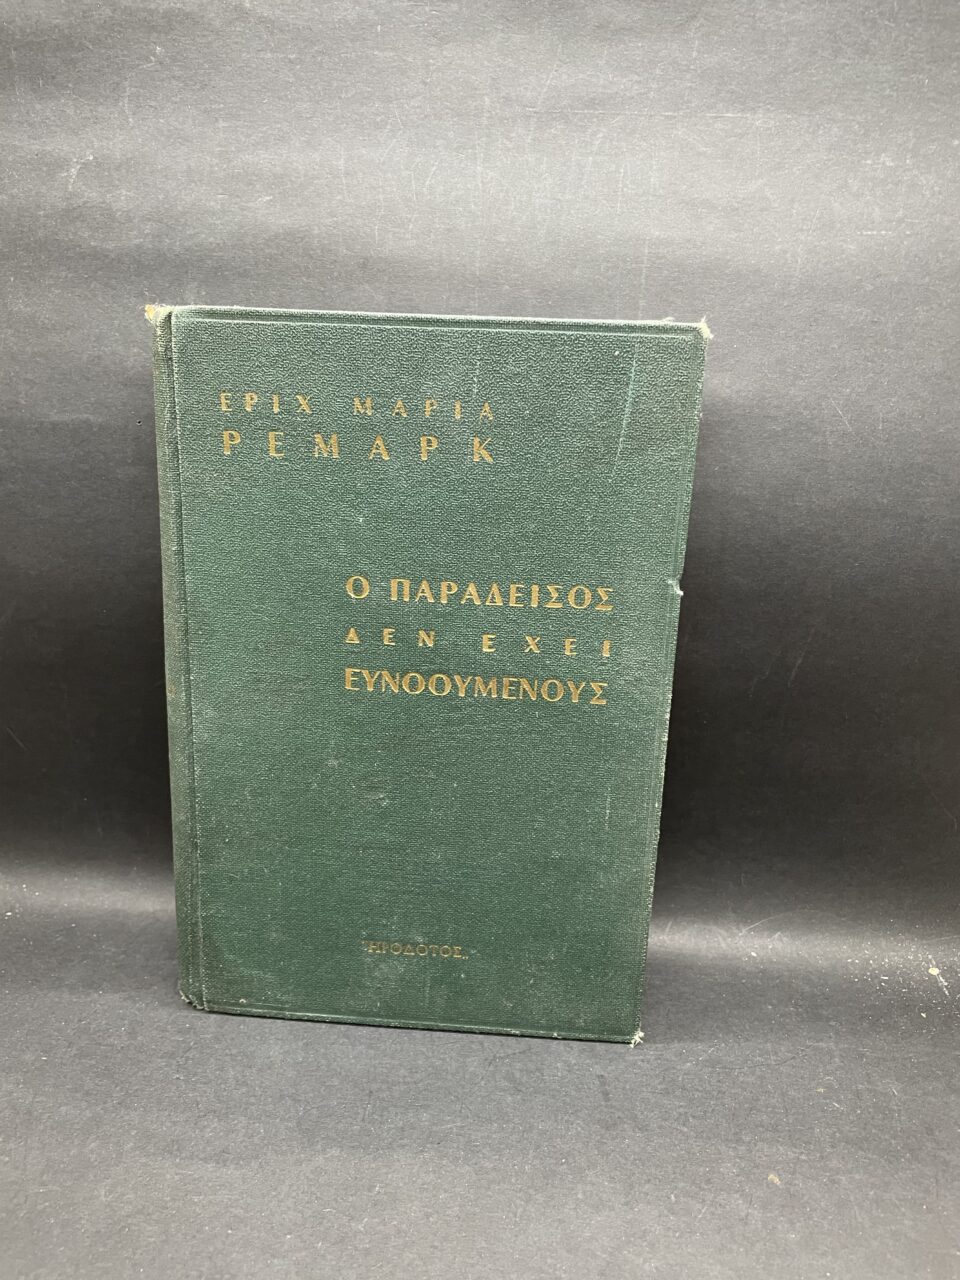 ΕΡΙΧ ΜΑΡΙΑ
ΡΕΜΑΡΚ
Ο ΠΑΡΑΔΕΙΣΟΣ
ΔΕΝ ΕΧΕΙ
ΕΥΝΟΟΥΜΕΝΟΥΣ
"ΗΡΟΔΟΤΟΣ„